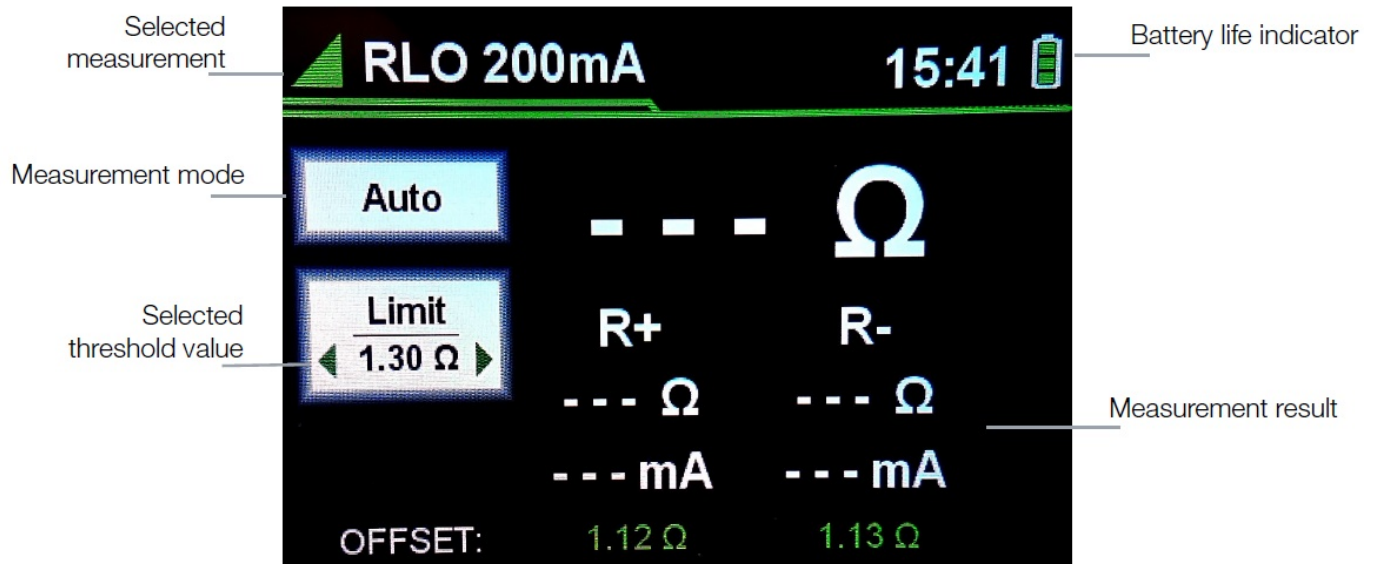 Selected
measurement
RLO 200mA
15:41
Battery life indicator
Measurement mode
Auto
- - - Ω
Selected
threshold value
Limit
1.30 Ω
R+
R-
- - - Ω
- - - Ω
- - - mA
- - - mA
Measurement result
OFFSET:
1.12 Ω
1.13 Ω